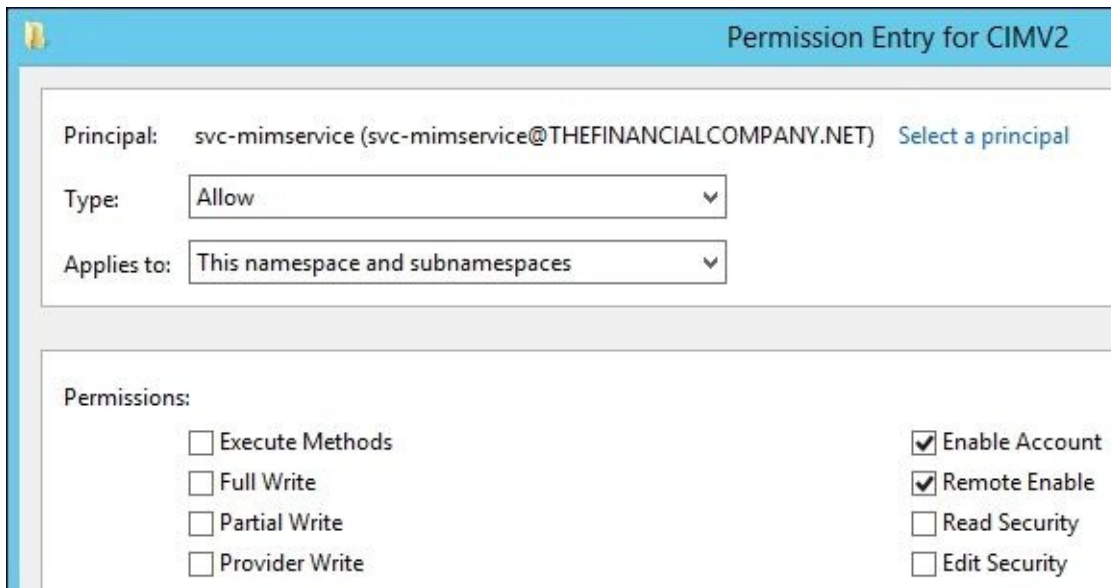 Permission Entry for CIMV2
Principal: svc-mimservice (svc-mimservice@THEFINANCIALCOMPANY.NET) Select a principal
Type: Allow
Applies to: This namespace and subnamespaces
Permissions:
Execute Methods Enable Account
Full Write Remote Enable
Partial Write Read Security
Provider Write Edit Security